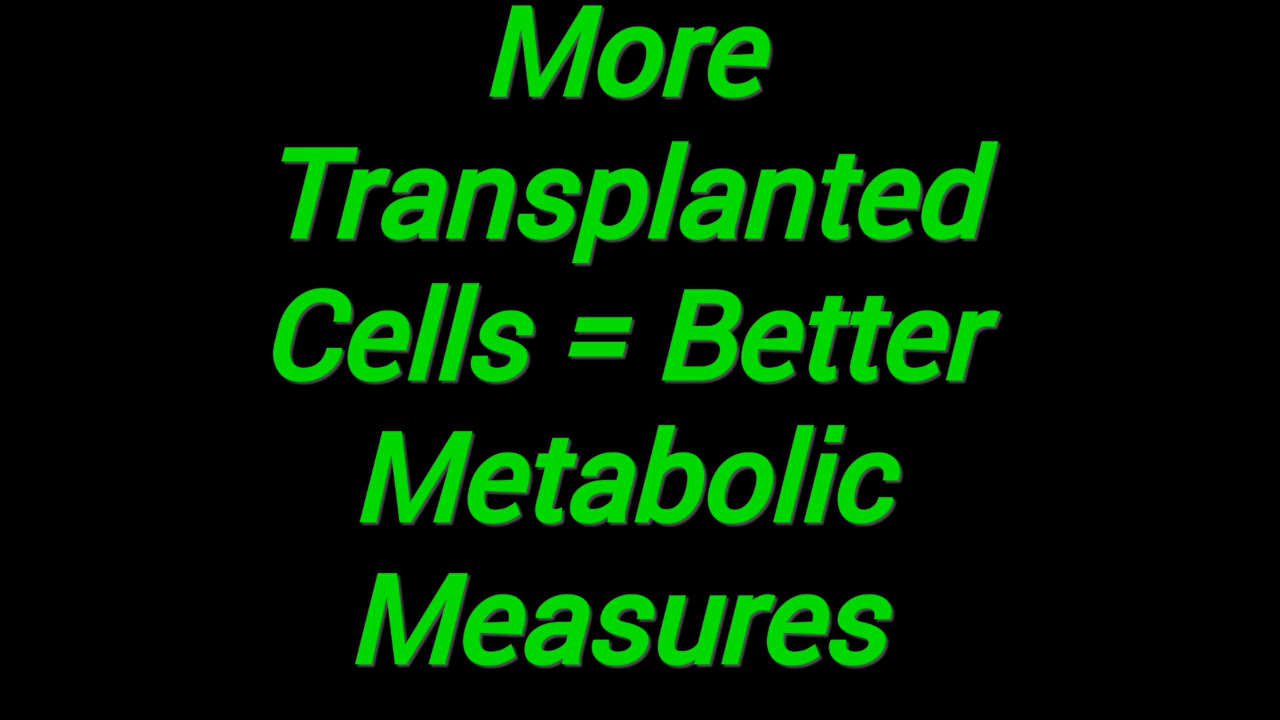 More
Transplanted
Cells = Better
Metabolic
Measures